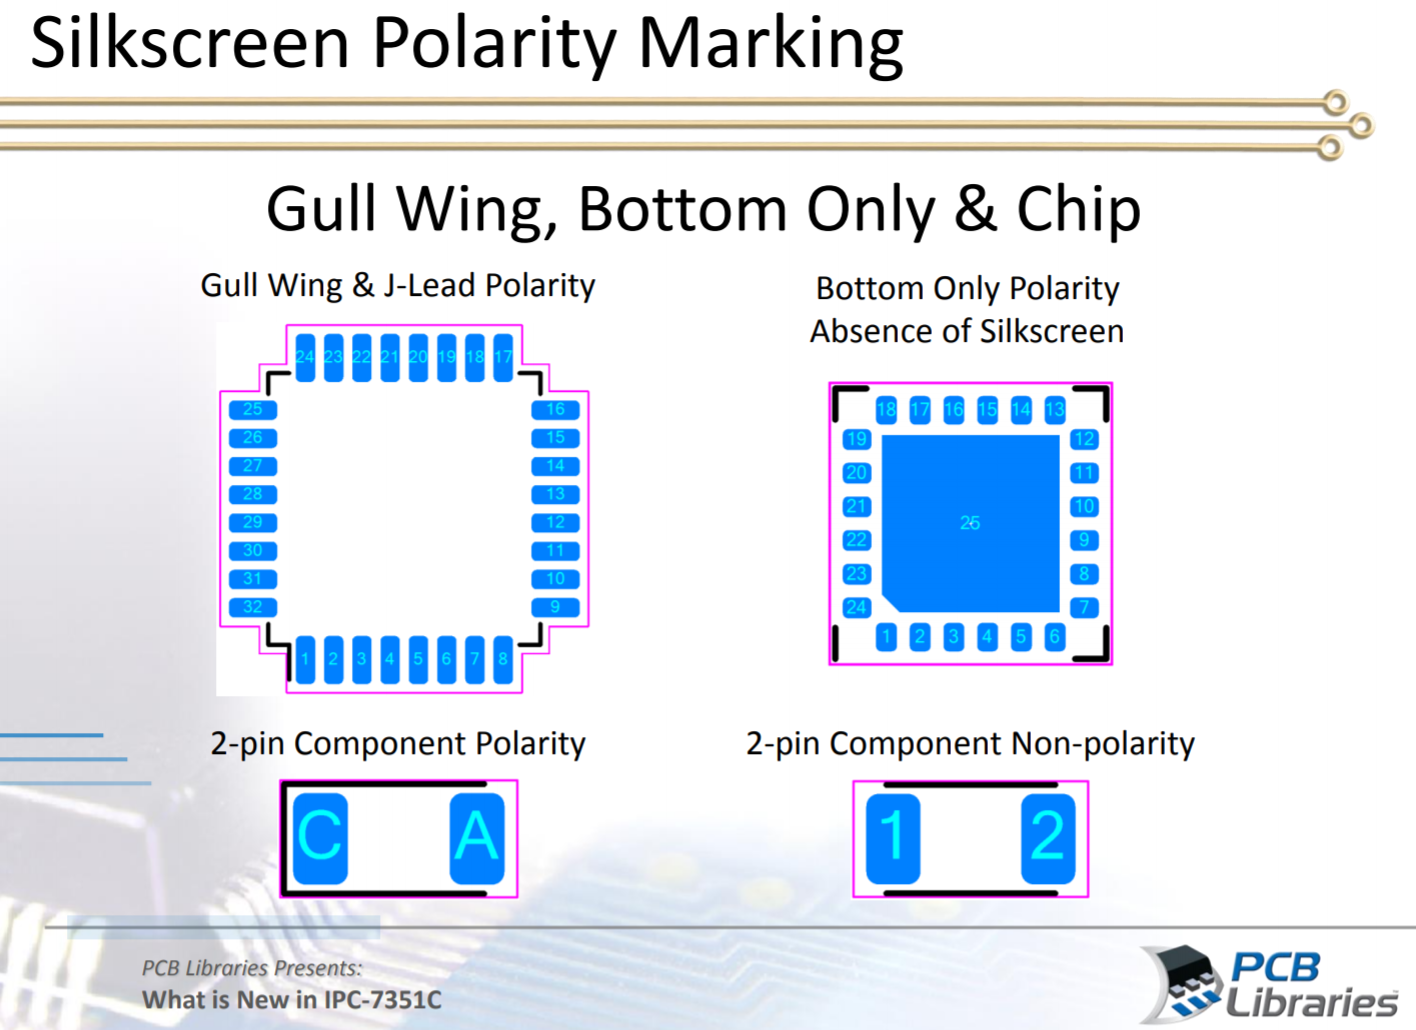 Silkscreen Polarity Marking
Gull Wing, Bottom Only & Chip
Gull Wing & J-Lead Polarity
24 23 22 21 20 19 18 17
25 16
26 15
27 14
28 13
29 12
30 11
31 10
32 9
1 2 3 4 5 6 7 8
Bottom Only Polarity
Absence of Silkscreen
18 17 16 15 14 13
19 12
20 11
21 10
25
22 9
23 8
24 7
1 2 3 4 5 6
2-pin Component Polarity
C A
2-pin Component Non-polarity
1 2
PCB Libraries Presents:
What is New in IPC-7351C
PCB
Libraries